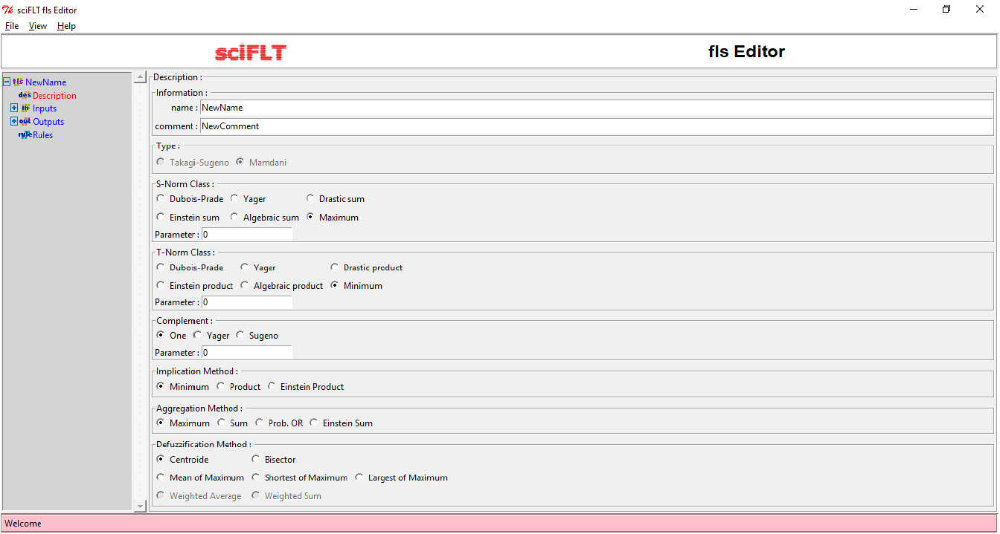 sciFLT fls Editor
File View Help
sciFLT fls Editor
fls NewName
des Description
in Inputs
out Outputs
rule Rules
Description :
Information :
name : NewName
comment : NewComment
Type :
Takagi-Sugeno Mamdani
S-Norm Class :
Dubois-Prade Yager Drastic sum
Einstein sum Algebraic sum Maximum
Parameter : 0
T-Norm Class :
Dubois-Prade Yager Drastic product
Einstein product Algebraic product Minimum
Parameter : 0
Complement :
One Yager Sugeno
Parameter : 0
Implication Method :
Minimum Product Einstein Product
Aggregation Method :
Maximum Sum Prob. OR Einstein Sum
Defuzzification Method :
Centroide Bisector
Mean of Maximum Shortest of Maximum Largest of Maximum
Weighted Average Weighted Sum
Welcome